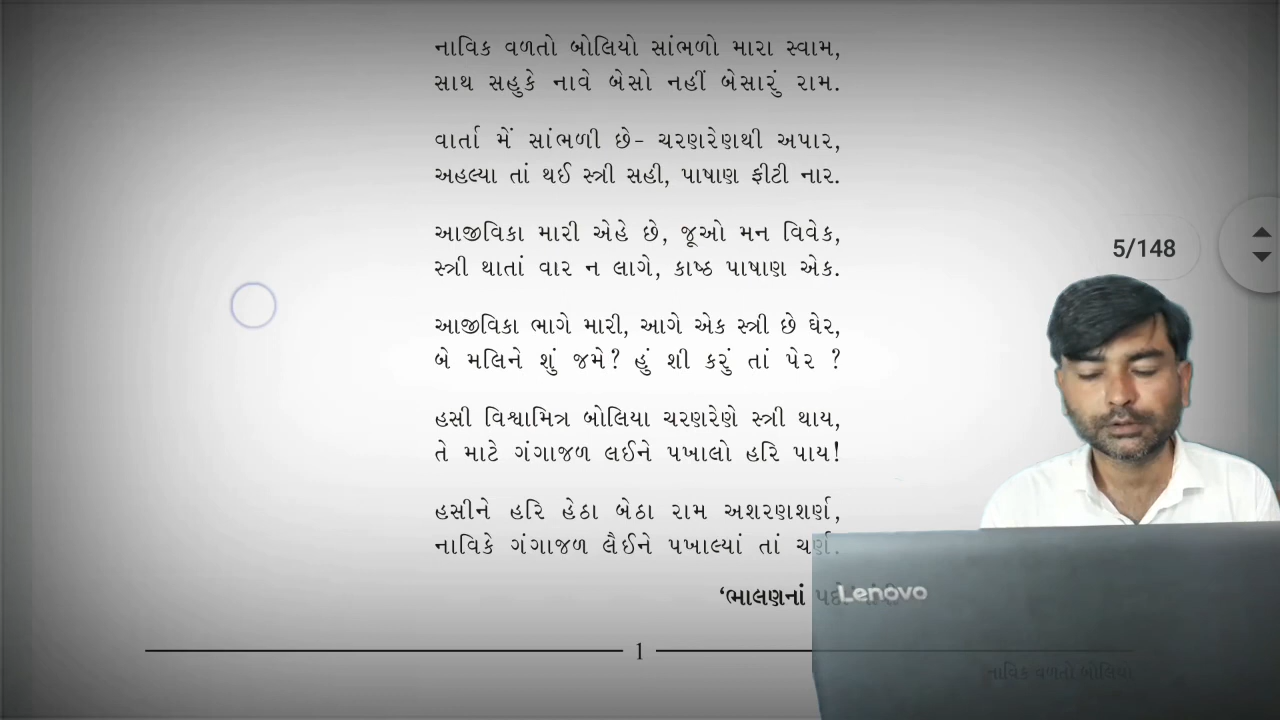 નાવિક વળતો બોલિયો સાંભળો મારા સ્વામ,
સાથ સહુકે નાવે બેસો નહીં બેસારું રામ.
વાર્તા મેં સાંભળી છે- ચરણરેણથી અપાર,
અહલ્યા તાં થઈ સ્ત્રી સહી, પાષાણ ફીટી નાર.
આજીવિકા મારી એહે છે, જૂઓ મન વિવેક,
સ્ત્રી થાતાં વાર ન લાગે, કાષ્ઠ પાષાણ એક.
5/148
આજીવિકા ભાગે મારી, આગે એક સ્ત્રી છે ઘેર,
બે મલિને શું જમે? હું શી કરું તાં પેર ?
હસી વિશ્વામિત્ર બોલિયા ચરણરેણે સ્ત્રી થાય,
તે માટે ગંગાજળ લઈને પખાલો હરિ પાય!
હસીને હરિ હેઠા બેઠા રામ અશરણશર્ણ,
નાવિકે ગંગાજળ લૈઈને પખાલ્યાં તાં ચર્ણ.
‘ભાલણનાં
Lenovo
1
નાવિક વળતો બોલિયો